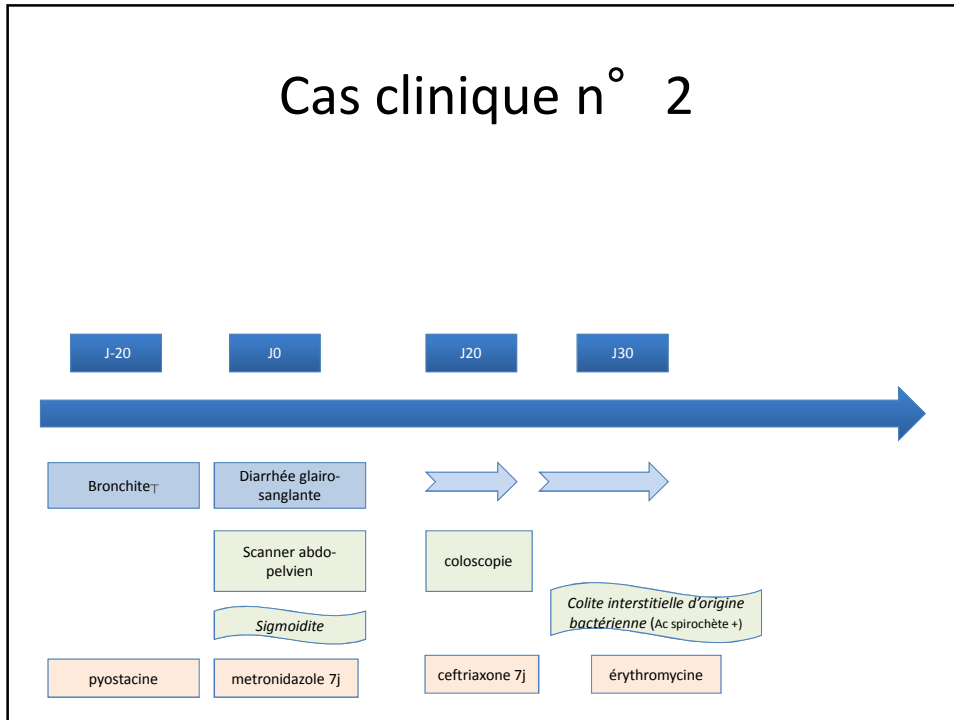 Cas clinique n° 2
J-20
J0
J20
J30
Bronchite
Diarrhée glairo-
sanglante
Scanner abdo-
pelvien
coloscopie
Sigmoidite
Colite interstitielle d'origine
bactérienne (Ac spirochète +)
pyostacine
metronidazole 7j
ceftriaxone 7j
érythromycine